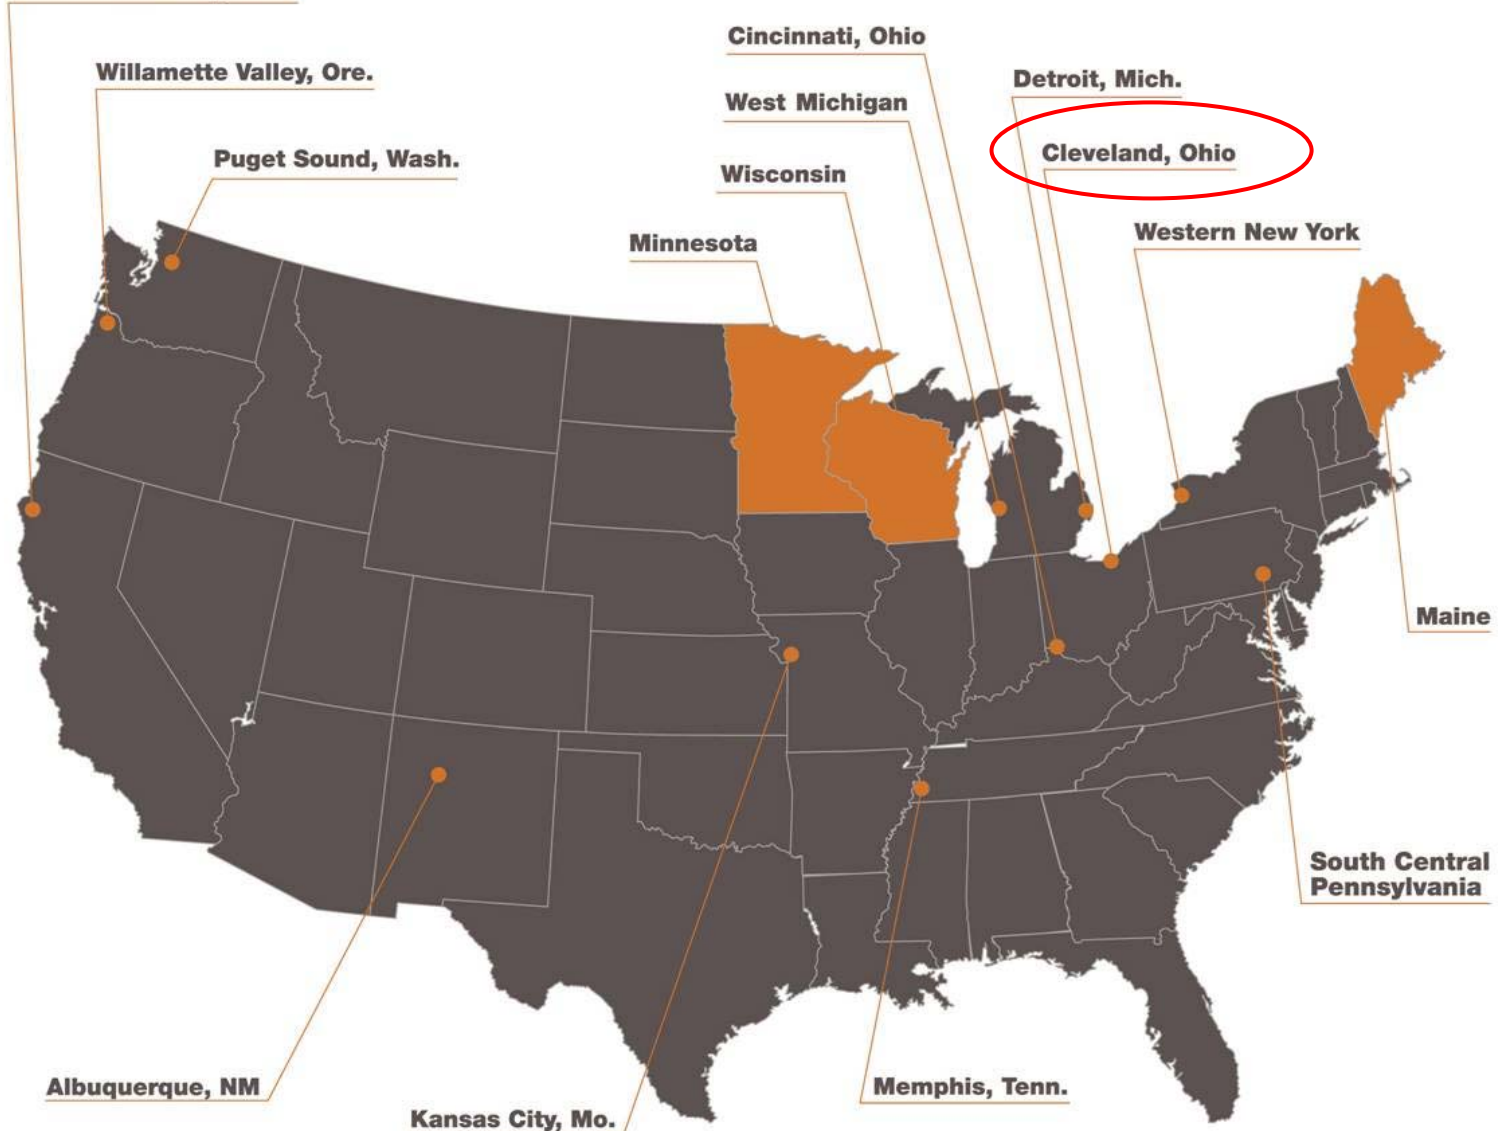 Cincinnati, Ohio
Willamette Valley, Ore.
Detroit, Mich.
West Michigan
Cleveland, Ohio
Puget Sound, Wash.
Wisconsin
Western New York
Minnesota
Maine
South Central
Pennsylvania
Albuquerque, NM
Memphis, Tenn.
Kansas City, Mo.